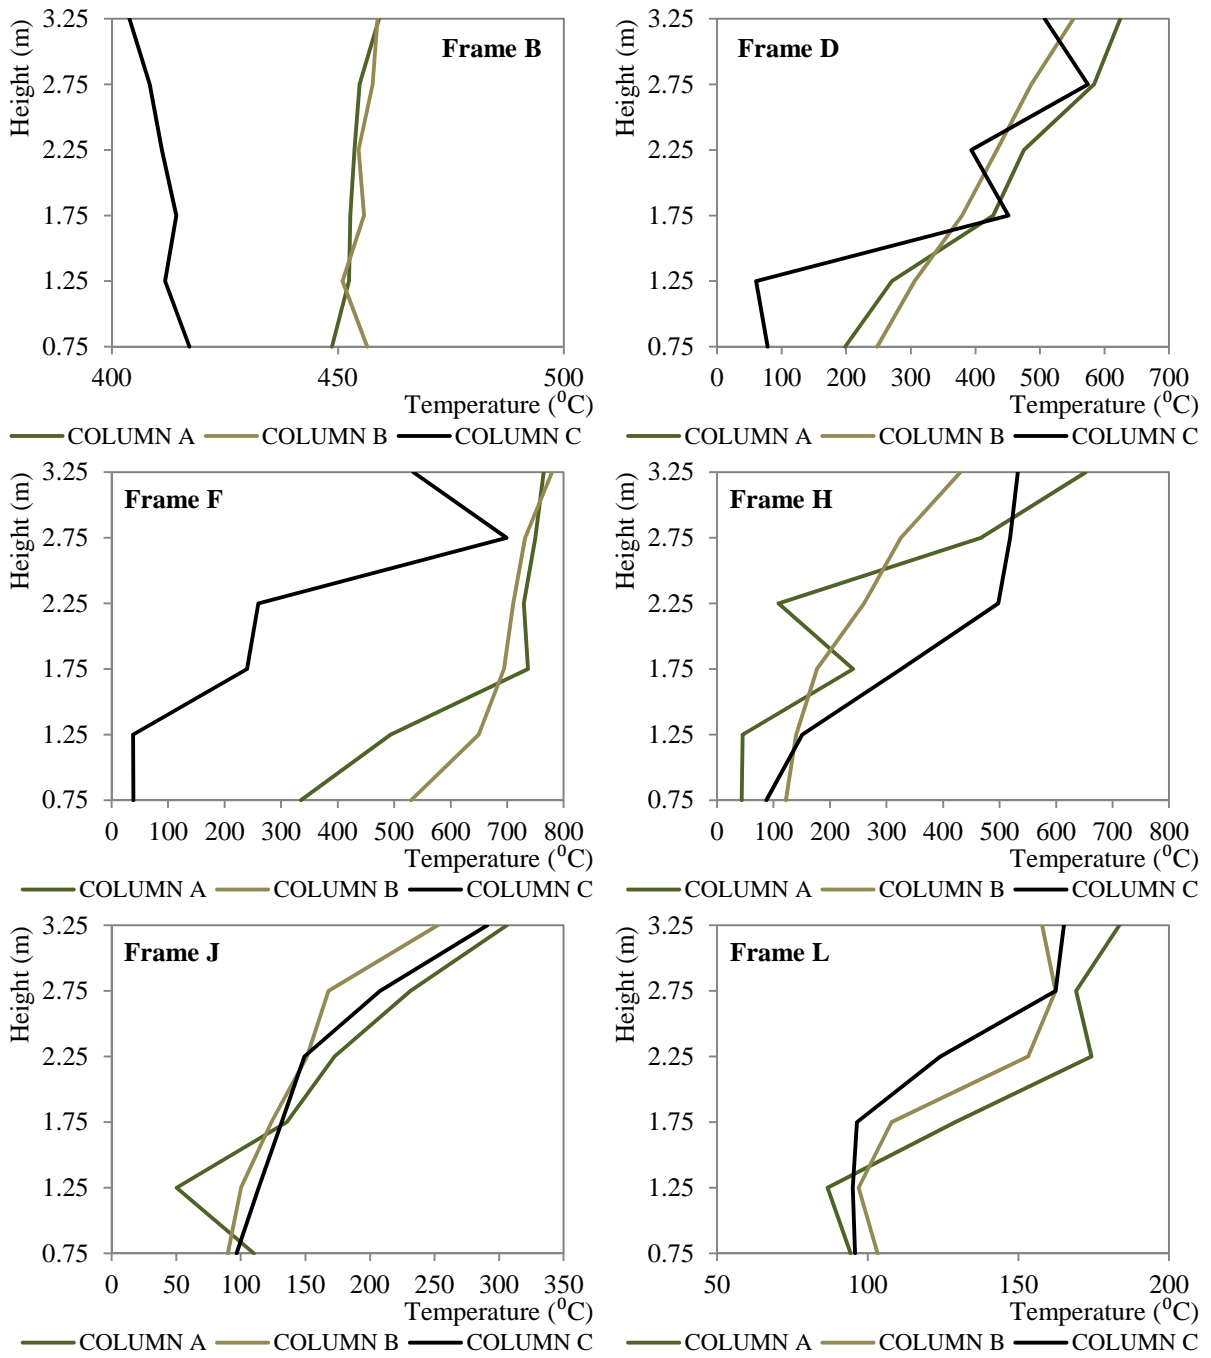 Height (m)
3.25
2.75
2.25
1.75
1.25
0.75
Frame B
400
450
500
Temperature (⁰C)
COLUMN A
COLUMN B
COLUMN C
Height (m)
3.25
2.75
2.25
1.75
1.25
0.75
Frame D
0
100
200
300
400
500
600
700
Temperature (⁰C)
COLUMN A
COLUMN B
COLUMN C
Height (m)
3.25
2.75
2.25
1.75
1.25
0.75
Frame F
0
100
200
300
400
500
600
700
800
Temperature (⁰C)
COLUMN A
COLUMN B
COLUMN C
Height (m)
3.25
2.75
2.25
1.75
1.25
0.75
Frame H
0
100
200
300
400
500
600
700
800
Temperature (⁰C)
COLUMN A
COLUMN B
COLUMN C
Height (m)
3.25
2.75
2.25
1.75
1.25
0.75
Frame J
0
50
100
150
200
250
300
350
Temperature (⁰C)
COLUMN A
COLUMN B
COLUMN C
Height (m)
3.25
2.75
2.25
1.75
1.25
0.75
Frame L
50
100
150
200
Temperature (⁰C)
COLUMN A
COLUMN B
COLUMN C